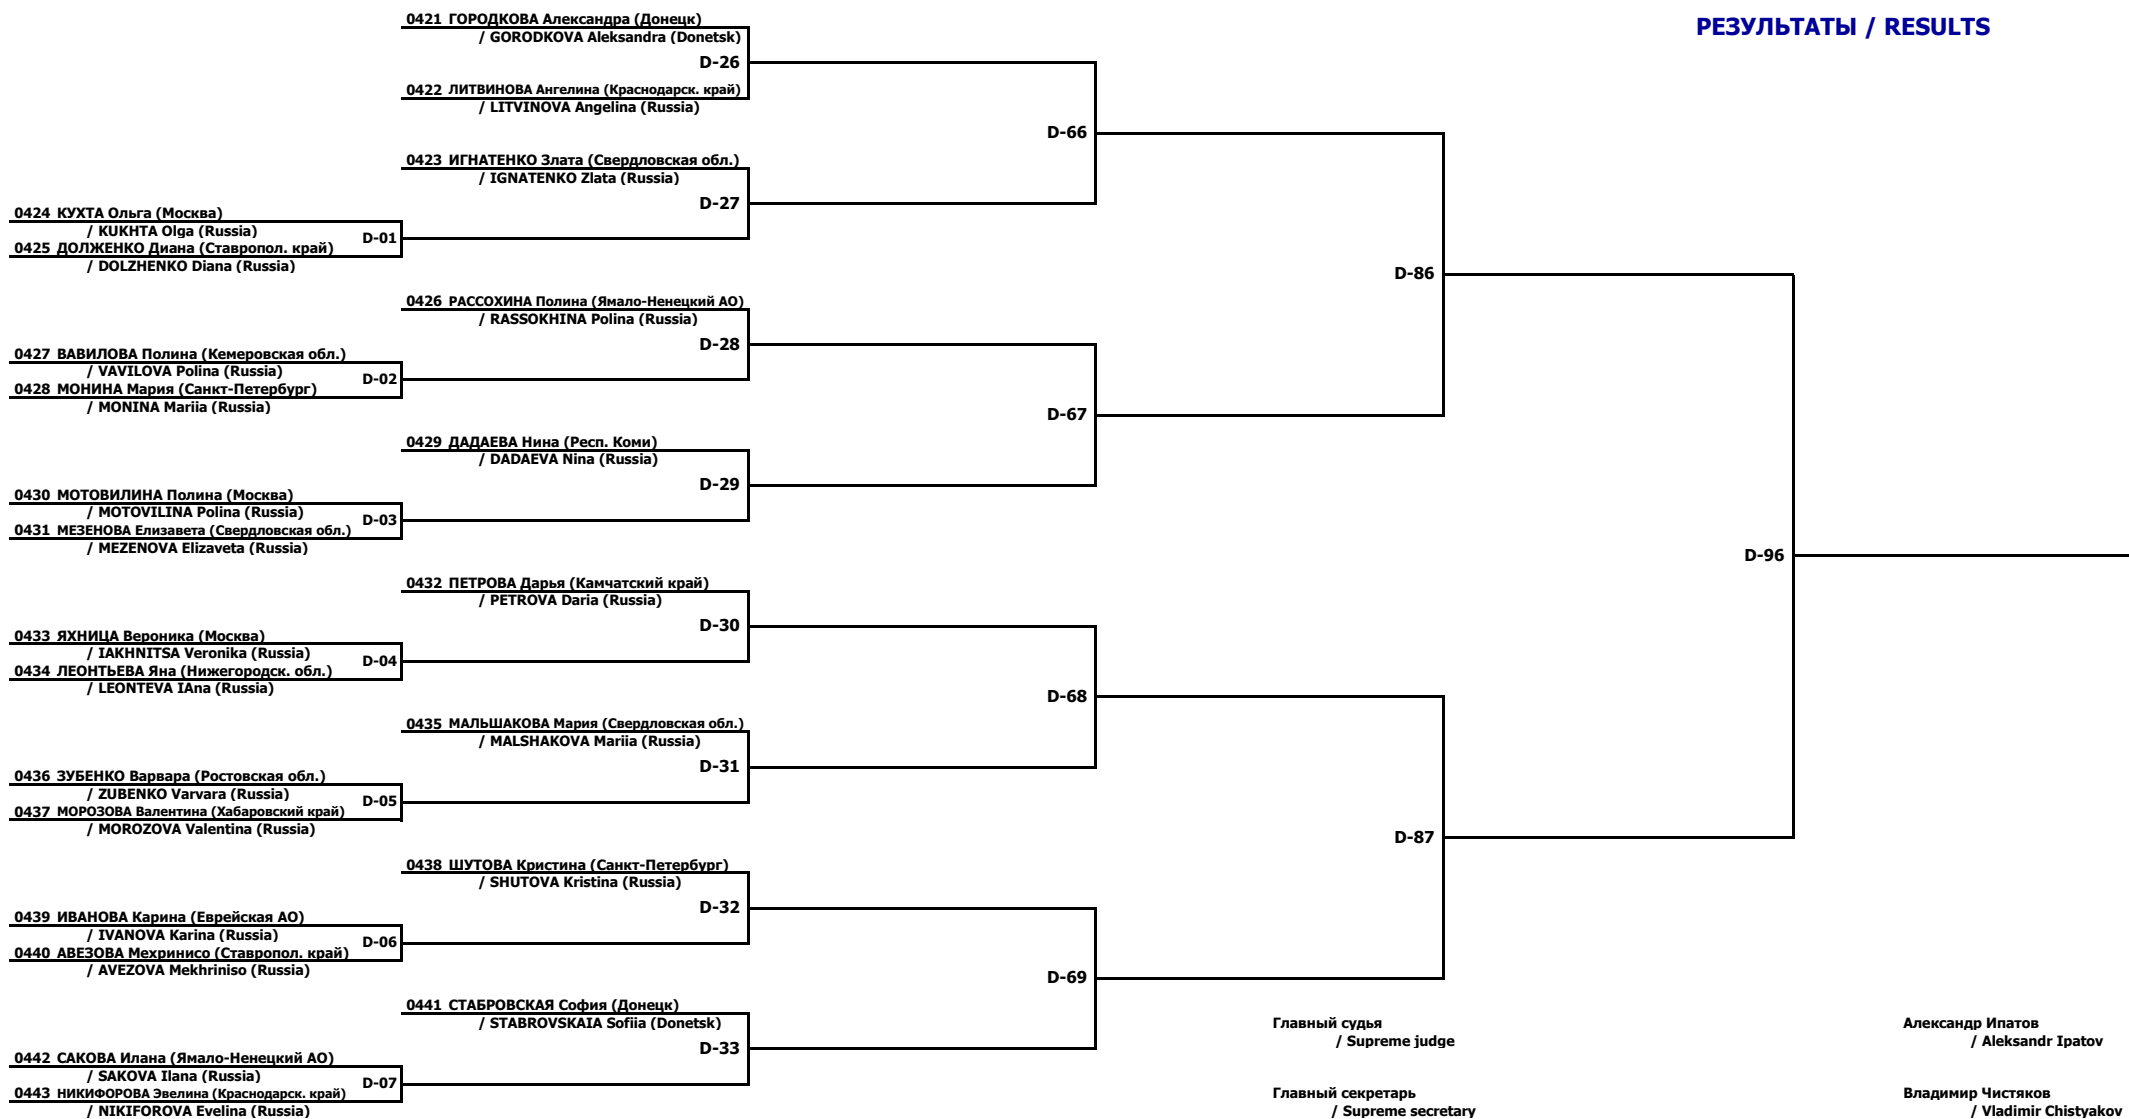 РЕЗУЛЬТАТЫ / RESULTS
0421 ГОРОДКОВА Александра (Донецк)
/ GORODKOVA Aleksandra (Donetsk)
D-26
0422 ЛИТВИНОВА Ангелина (Краснодарск. край)
/ LITVINOVA Angelina (Russia)
D-66
0423 ИГНАТЕНКО Злата (Свердловская обл.)
/ IGNATENKO Zlata (Russia)
D-27
0424 КУХТА Ольга (Москва)
/ KUKHTA Olga (Russia)
D-01
0425 ДОЛЖЕНКО Диана (Ставропол. край)
/ DOLZHENKO Diana (Russia)
D-86
0426 РАССОХИНА Полина (Ямало-Ненецкий АО)
/ RASSOKHINA Polina (Russia)
D-28
0427 ВАВИЛОВА Полина (Кемеровская обл.)
/ VAVILOVA Polina (Russia)
D-02
0428 МОНИНА Мария (Санкт-Петербург)
/ MONINA Mariia (Russia)
D-67
0429 ДАДАЕВА Нина (Респ. Коми)
/ DADAEVA Nina (Russia)
D-29
0430 МОТОВИЛИНА Полина (Москва)
/ MOTOVILINA Polina (Russia)
D-03
0431 МЕЗЕНОВА Елизавета (Свердловская обл.)
/ MEZENOVA Elizaveta (Russia)
D-96
0432 ПЕТРОВА Дарья (Камчатский край)
/ PETROVA Daria (Russia)
D-30
0433 ЯХНИЦА Вероника (Москва)
/ IAKHNITSA Veronika (Russia)
D-04
0434 ЛЕОНТЬЕВА Яна (Нижегородск. обл.)
/ LEONTEVA IAna (Russia)
D-68
0435 МАЛЬШАКОВА Мария (Свердловская обл.)
/ MALSHAKOVA Mariia (Russia)
D-31
0436 ЗУБЕНКО Варвара (Ростовская обл.)
/ ZUBENKO Varvara (Russia)
D-05
0437 МОРОЗОВА Валентина (Хабаровский край)
/ MOROZOVA Valentina (Russia)
D-87
0438 ШУТОВА Кристина (Санкт-Петербург)
/ SHUTOVA Kristina (Russia)
D-32
0439 ИВАНОВА Карина (Еврейская АО)
/ IVANOVA Karina (Russia)
D-06
0440 АВЕЗОВА Мехринисо (Ставропол. край)
/ AVEZOVA Mekhriniso (Russia)
D-69
0441 СТАБРОВСКАЯ София (Донецк)
/ STABROVSKAIA Sofiia (Donetsk)
D-33
0442 САКОВА Илана (Ямало-Ненецкий АО)
/ SAKOVA Ilana (Russia)
D-07
0443 НИКИФОРОВА Эвелина (Краснодарск. край)
/ NIKIFOROVA Evelina (Russia)
Главный судья
/ Supreme judge
Александр Ипатов
/ Aleksandr Ipatov
Главный секретарь
/ Supreme secretary
Владимир Чистяков
/ Vladimir Chistyakov